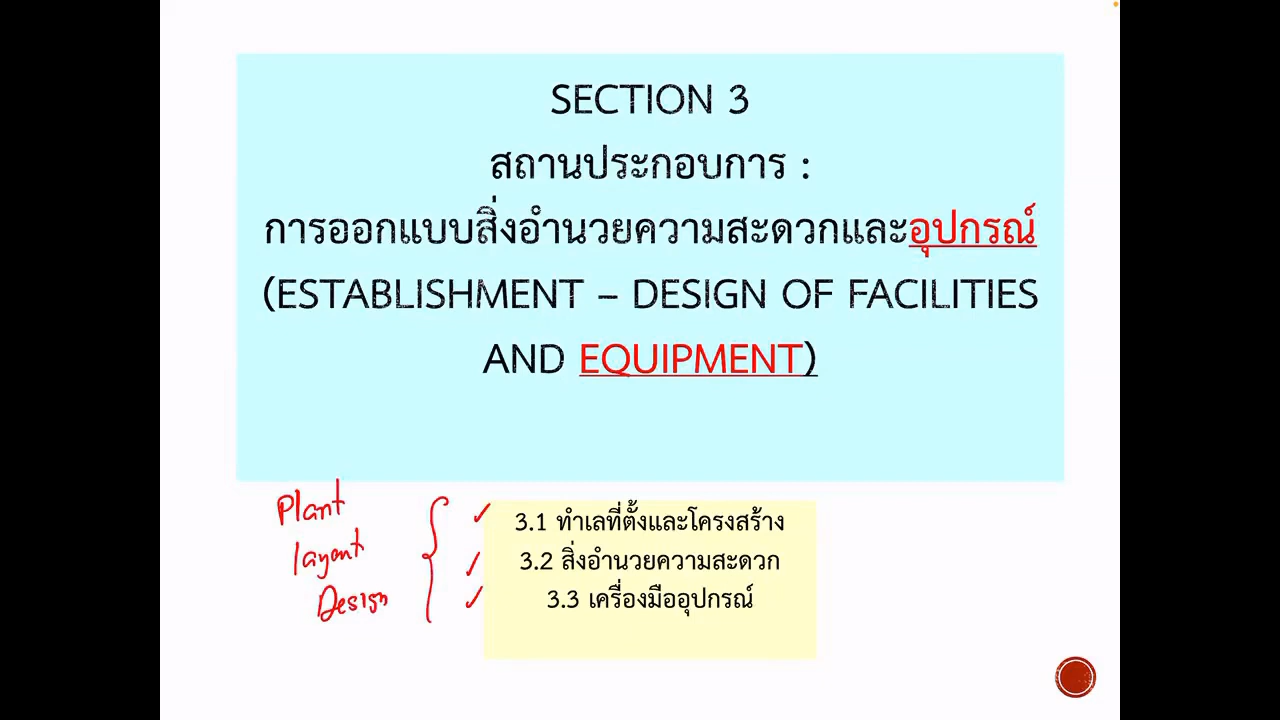 SECTION 3
สถานประกอบการ :
การออกแบบสิ่งอำนวยความสะดวกและอุปกรณ์
(ESTABLISHMENT – DESIGN OF FACILITIES
AND EQUIPMENT)
Plant
layout
Design
3.1 ทำเลที่ตั้งและโครงสร้าง
3.2 สิ่งอำนวยความสะดวก
3.3 เครื่องมืออุปกรณ์